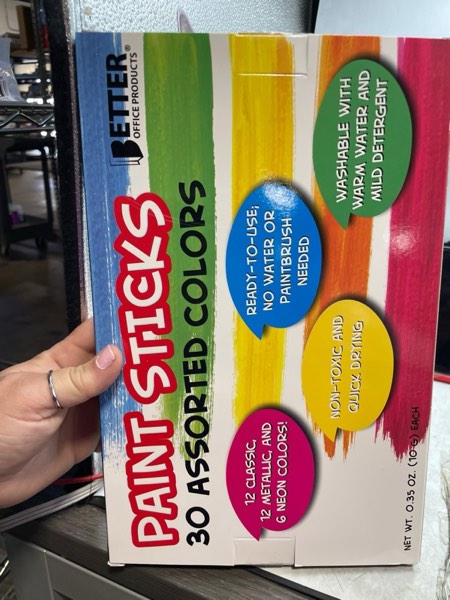 BETTER®
OFFICE PRODUCTS
PAINT STICKS
30 ASSORTED COLORS
12 CLASSIC,
12 METALLIC, AND
6 NEON COLORS!
READY-TO-USE;
NO WATER OR
PAINTBRUSH
NEEDED
NON-TOXIC AND
QUICK DRYING
WASHABLE WITH
WARM WATER AND
MILD DETERGENT
NET WT. 0.35 OZ. (10 G) EACH